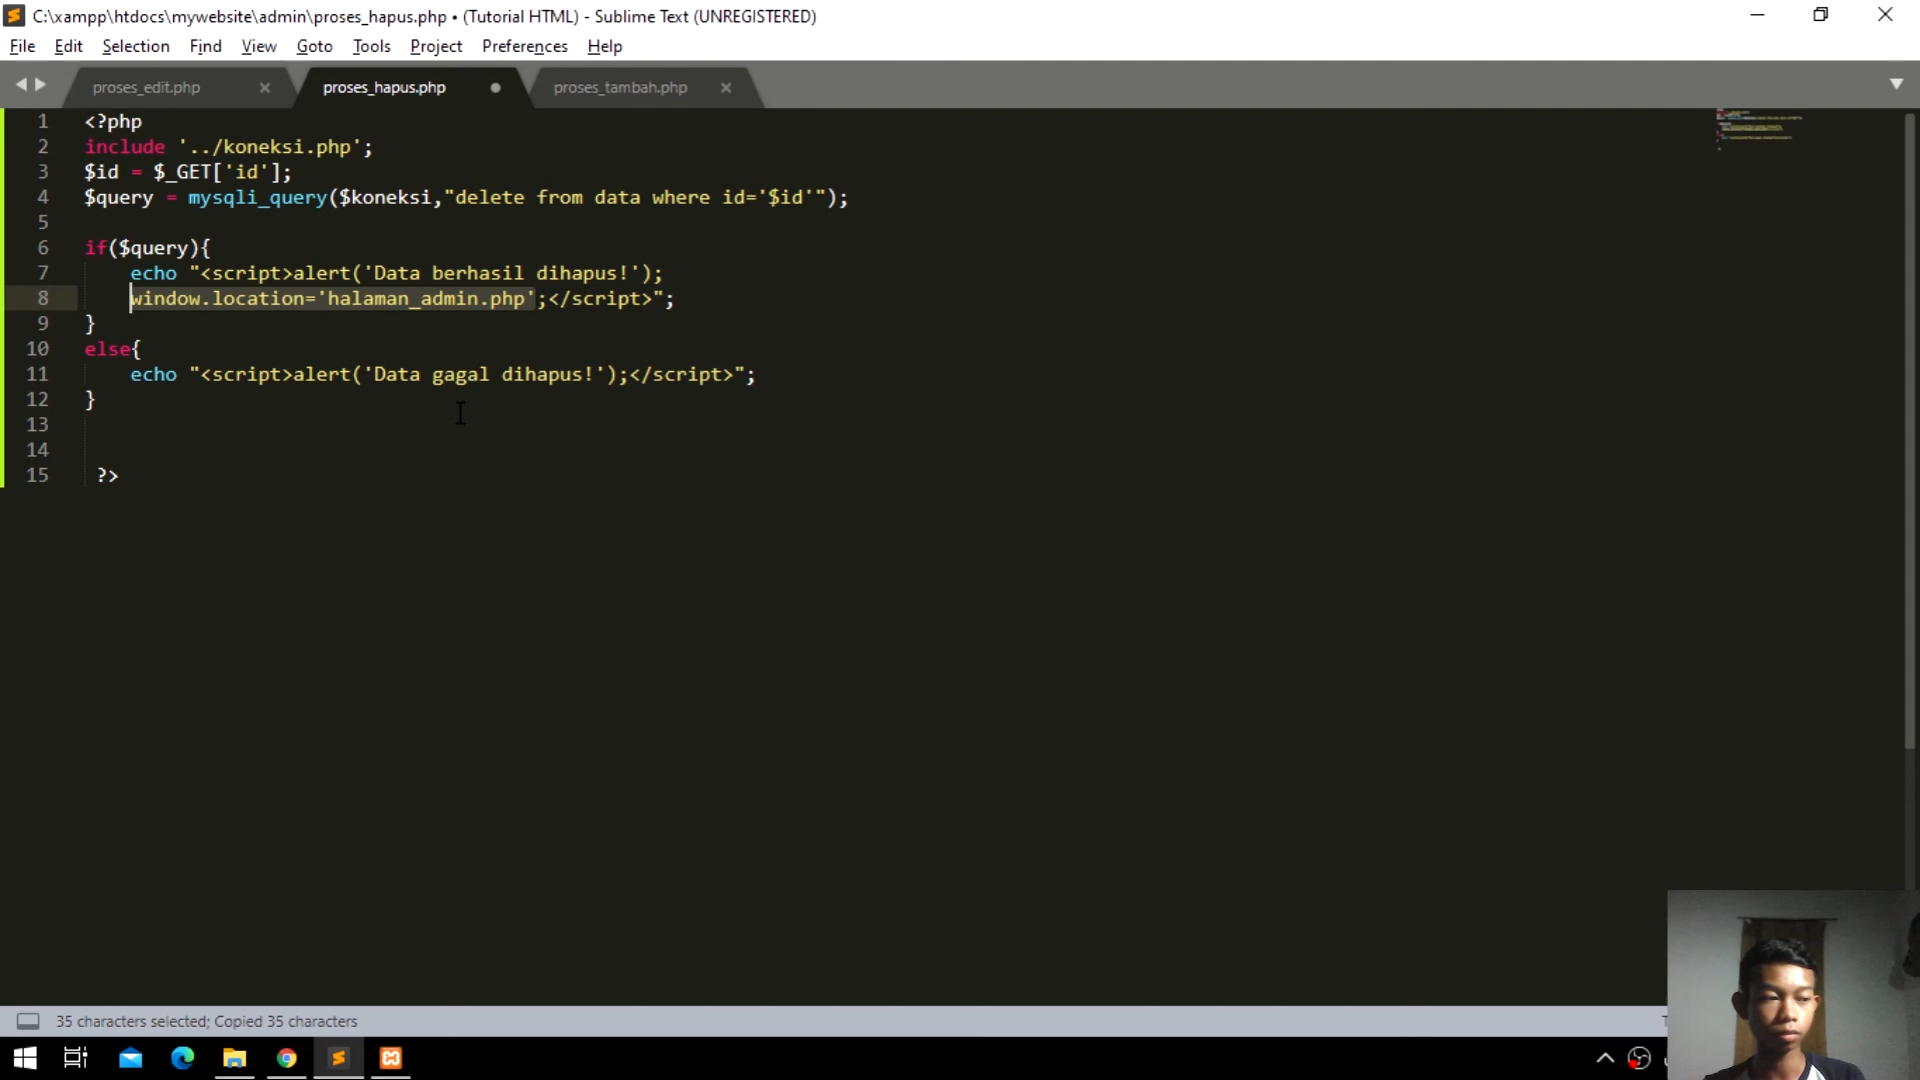 C:\xampp\htdocs\mywebsite\admin\proses_hapus.php • (Tutorial HTML) - Sublime Text (UNREGISTERED)
File Edit Selection Find View Goto Tools Project Preferences Help
proses_edit.php proses_hapus.php proses_tambah.php
1 <?php
2 include '../koneksi.php';
3 $id = $_GET['id'];
4 $query = mysqli_query($koneksi,"delete from data where id='$id'");
5
6 if($query){
7 echo "<script>alert('Data berhasil dihapus!');
8 window.location='halaman_admin.php';</script>";
9 }
10 else{
11 echo "<script>alert('Data gagal dihapus!');</script>";
12 }
13
14
15 ?>
35 characters selected; Copied 35 characters